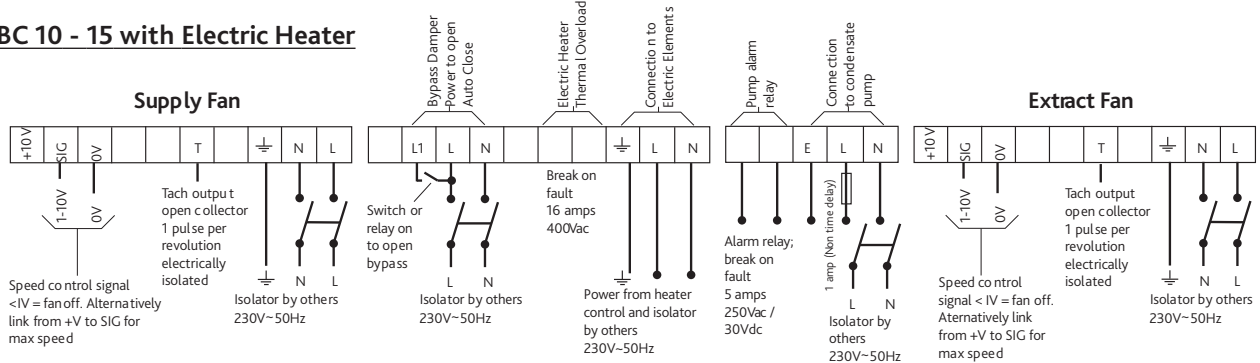 BC 10 - 15 with Electric Heater
Supply Fan
+10 V
SIG
0V
T
N
L
1-10V
0V
Speed control signal
<IV = fan off. Alternatively
link from +V to SIG for
max speed
Tach output
open collector
1 pulse per
revolution
electrically
isolated
N
L
Isolator by others
230V~50Hz
Bypass Damper
Power to open
Auto Close
L1
L
N
Switch or
relay on
to open
bypass
L
N
Isolator by others
230V~50Hz
Electric Heater
Thermal Overload
Break on
fault
16 amps
400Vac
Connection to
Electric Elements
L
N
Power from heater
control and isolator
by others
230V~50Hz
Pump alarm
relay
Alarm relay;
break on
fault
5 amps
250Vac /
30Vdc
Connection
to condensate
pump
E
L
N
1 amp (Non time delay)
L
N
Isolator by
others
230V~50Hz
Extract Fan
+10 V
SIG
0V
T
N
L
1-10V
0V
Speed control
signal < IV = fan off.
Aternatively link
from +V to SIG for
max speed
Tach output
open collector
1 pulse per
revolution
electrically
isolated
N
L
Isolator by others
230V~50Hz